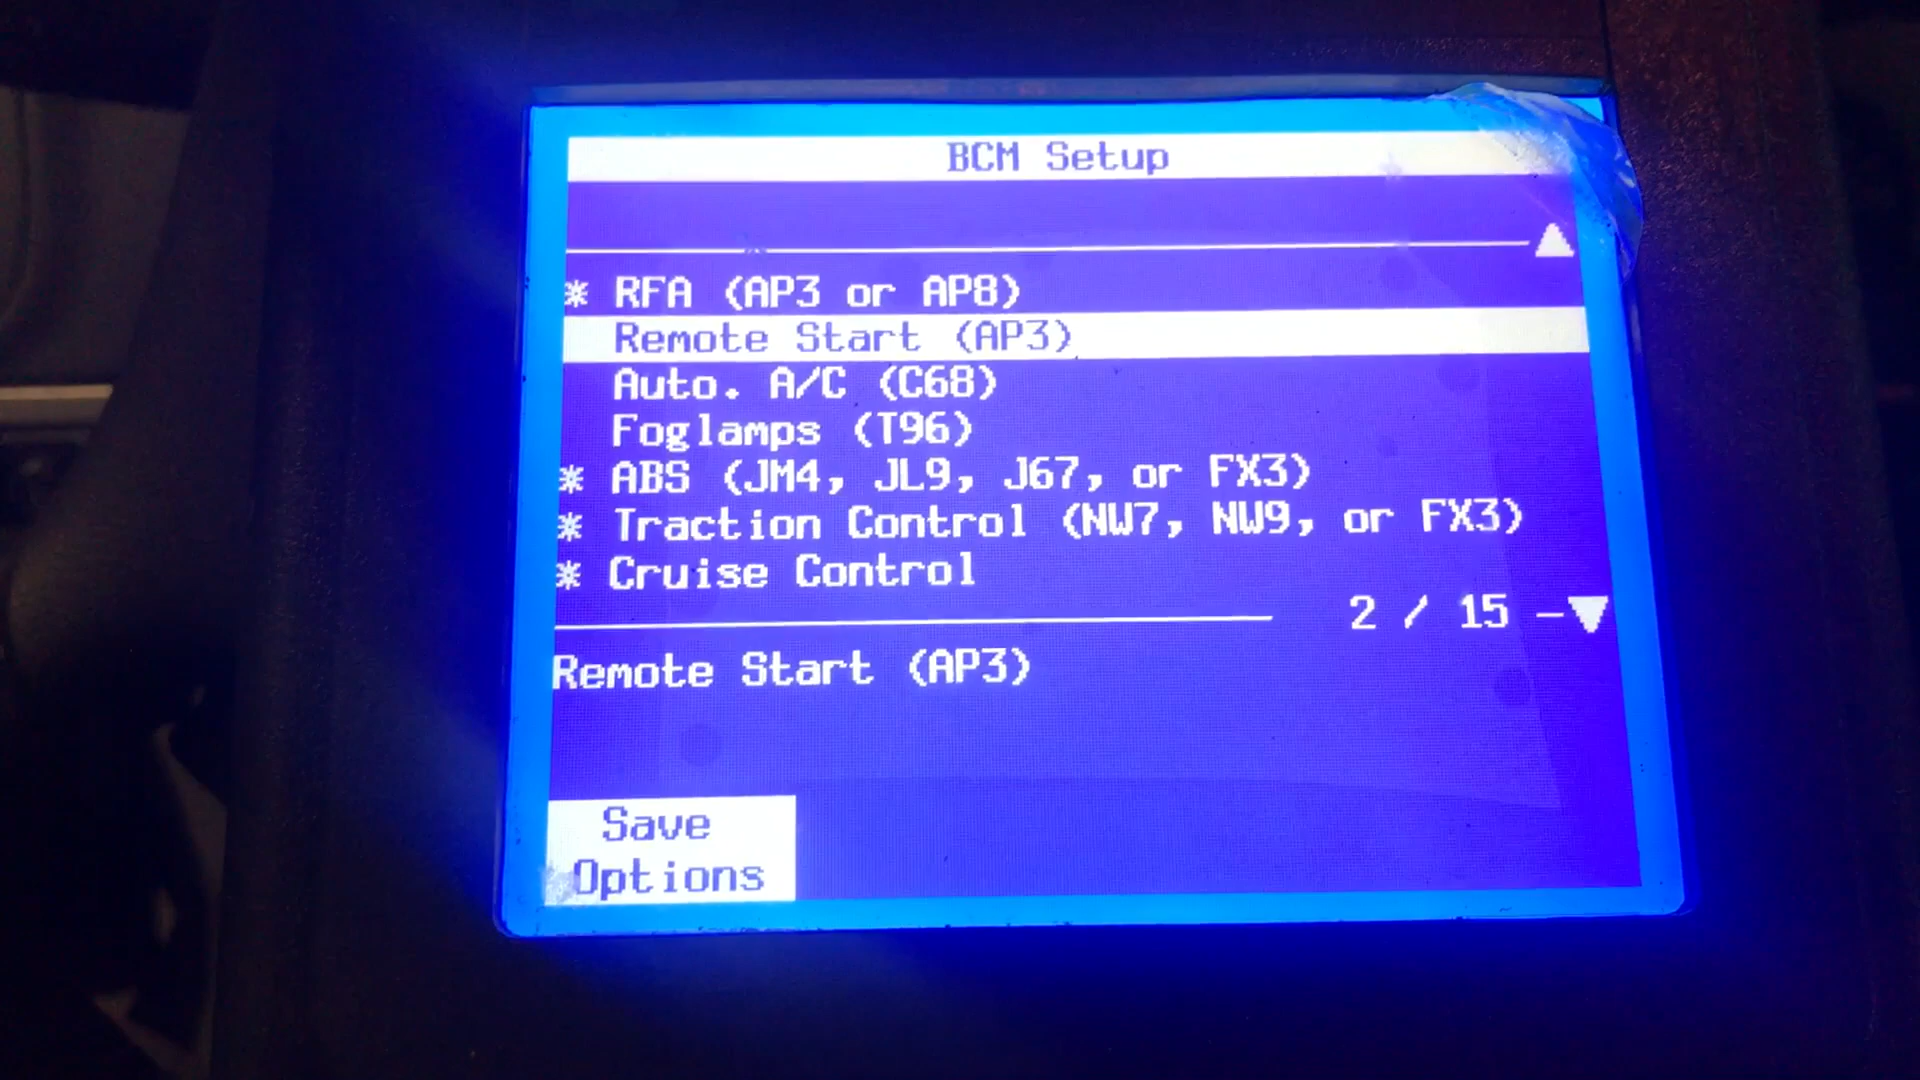 BCM Setup
* RFA (AP3 or AP8)
Remote Start (AP3)
Auto. A/C (C68)
Foglamps (T96)
* ABS (JM4, JL9, J67, or FX3)
* Traction Control (NW7, NW9, or FX3)
* Cruise Control
2 / 15
Remote Start (AP3)
Save
Options